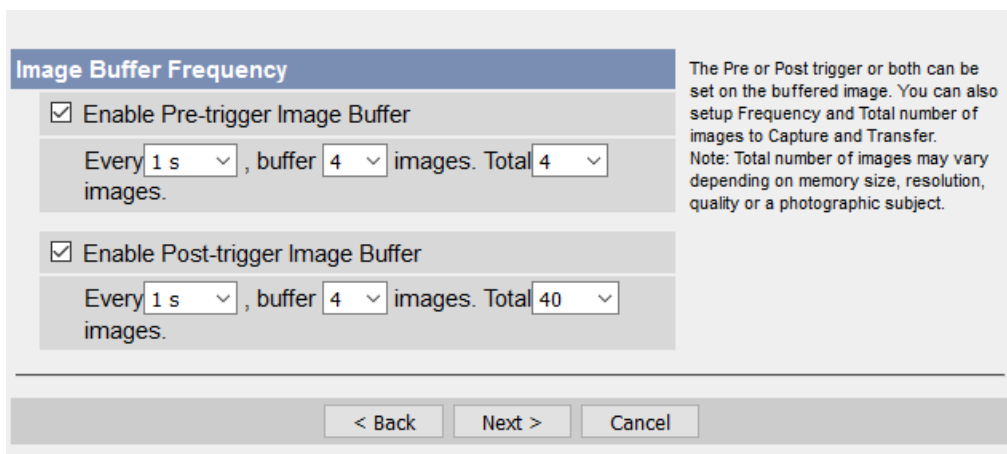 Image Buffer Frequency
Enable Pre-trigger Image Buffer
Every 1 s , buffer 4 images. Total 4
images.
Enable Post-trigger Image Buffer
Every 1 s , buffer 4 images. Total 40
images.
The Pre or Post trigger or both can be
set on the buffered image. You can also
setup Frequency and Total number of
images to Capture and Transfer.
Note: Total number of images may vary
depending on memory size, resolution,
quality or a photographic subject.
< Back Next > Cancel